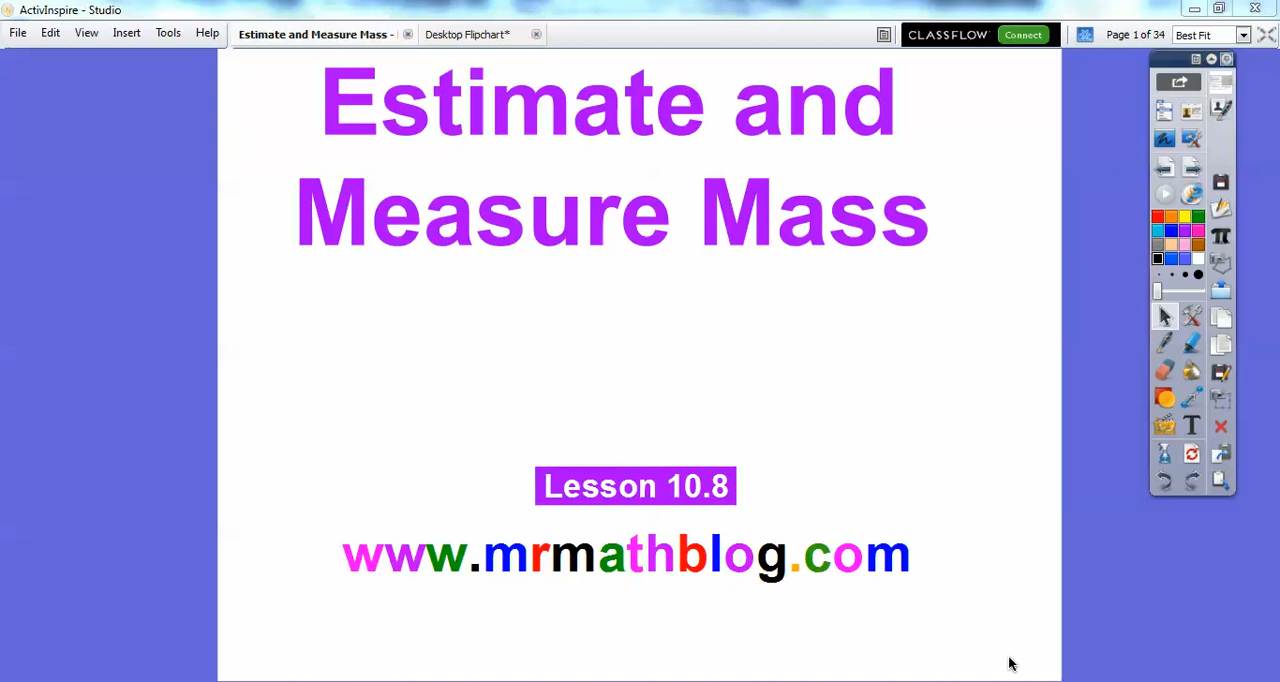 ActivInspire - Studio
File Edit View Insert Tools Help
Estimate and Measure Mass -
Desktop Flipchart*
CLASSFLOW Connect
Page 1 of 34
Best Fit
Estimate and
Measure Mass
Lesson 10.8
www.mrmathblog.com